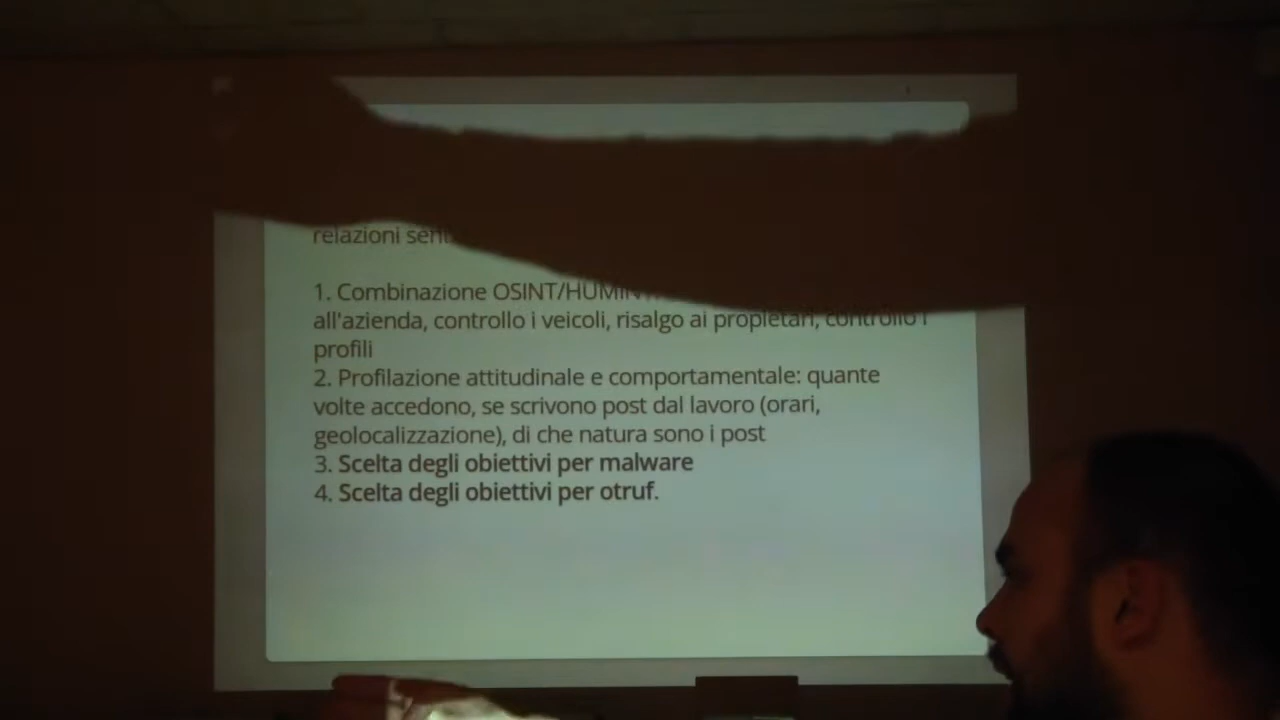 relazioni
1. Combinazione OSINT/HUMINT
all'azienda, controllo i veicoli, risalgo ai propietari, controllo i
profili
2. Profilazione attitudinale e comportamentale: quante
volte accedono, se scrivono post dal lavoro (orari,
geolocalizzazione), di che natura sono i post
3. Scelta degli obiettivi per malware
4. Scelta degli obiettivi per otruf.